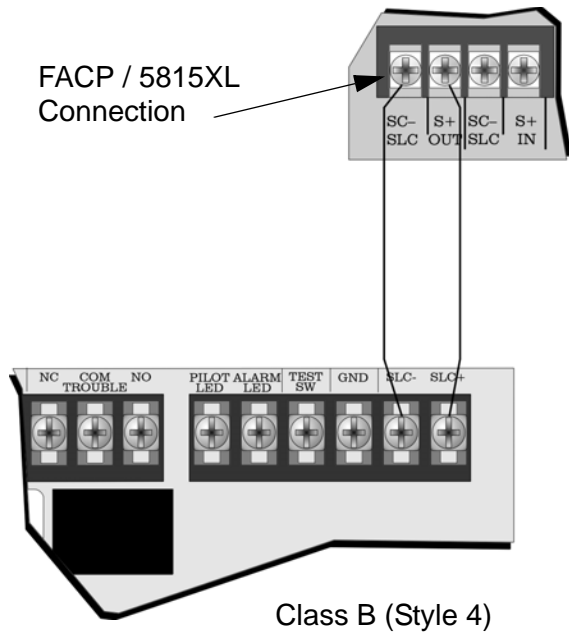 FACP / 5815XL
Connection
SC– S+ SC– S+
SLC OUT SLC IN
NC COM NO PILOT ALARM TEST GND SLC- SLC+
TROUBLE LED LED SW
Class B (Style 4)